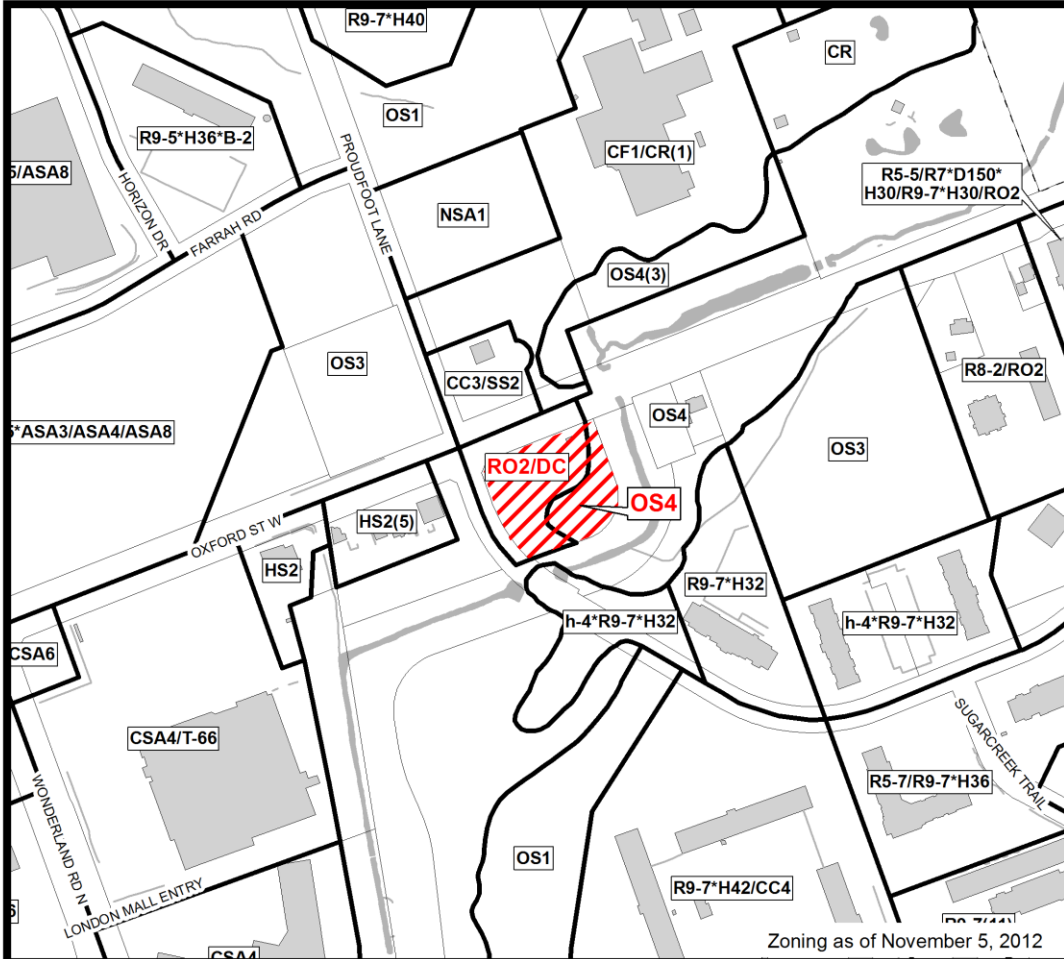 R9-7*H40
CR
OS1
R9-5*H36*B-2
CF1/CR(1)
5/ASA8
PROUDFOOT LANE
R5-5/R7*D150*
H30/R9-7*H30/RO2
HORIZON DR
FARRAH RD
NSA1
OS4(3)
OS3
CC3/SS2
R8-2/RO2
OS4
5*ASA3/ASA4/ASA8
OS3
RO2/DC
OS4
HS2(5)
OXFORD ST W
HS2
R9-7*H32
h-4*R9-7*H32
h-4*R9-7*H32
CSA6
SUGARCREEK TRAIL
CSA4/T-66
R5-7/R9-7*H36
WONDERLAND RD N
OS1
R9-7*H42/CC4
LONDON MALL ENTRY
CSA4
Zoning as of November 5, 2012